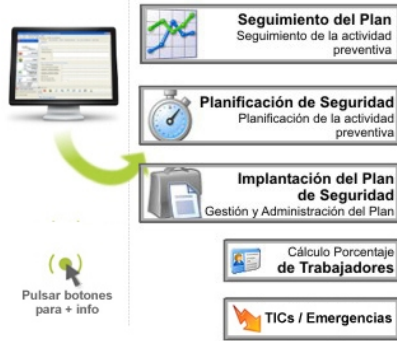 Seguimiento del Plan
Seguimiento de la actividad
preventiva
Planificación de Seguridad
Planificación de la actividad
preventiva
Implantación del Plan
de Seguridad
Gestión y Administración del Plan
Cálculo Porcentaje
de Trabajadores
TICs / Emergencias
Pulsar botones
para + info